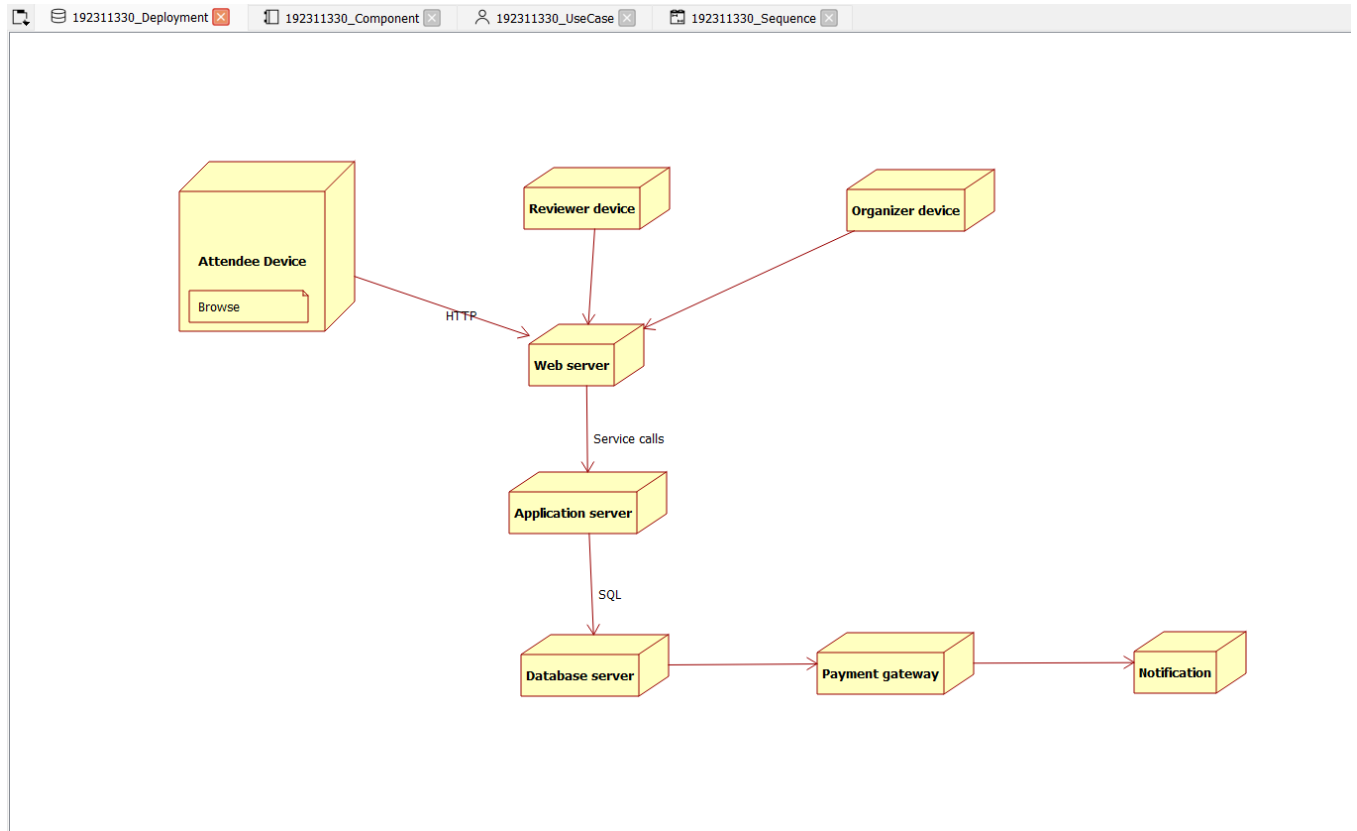 192311330_Deployment
192311330_Component
192311330_UseCase
192311330_Sequence
Reviewer device
Organizer device
Attendee Device
Browse
HTTP
Web server
Service calls
Application server
SQL
Database server
Payment gateway
Notification